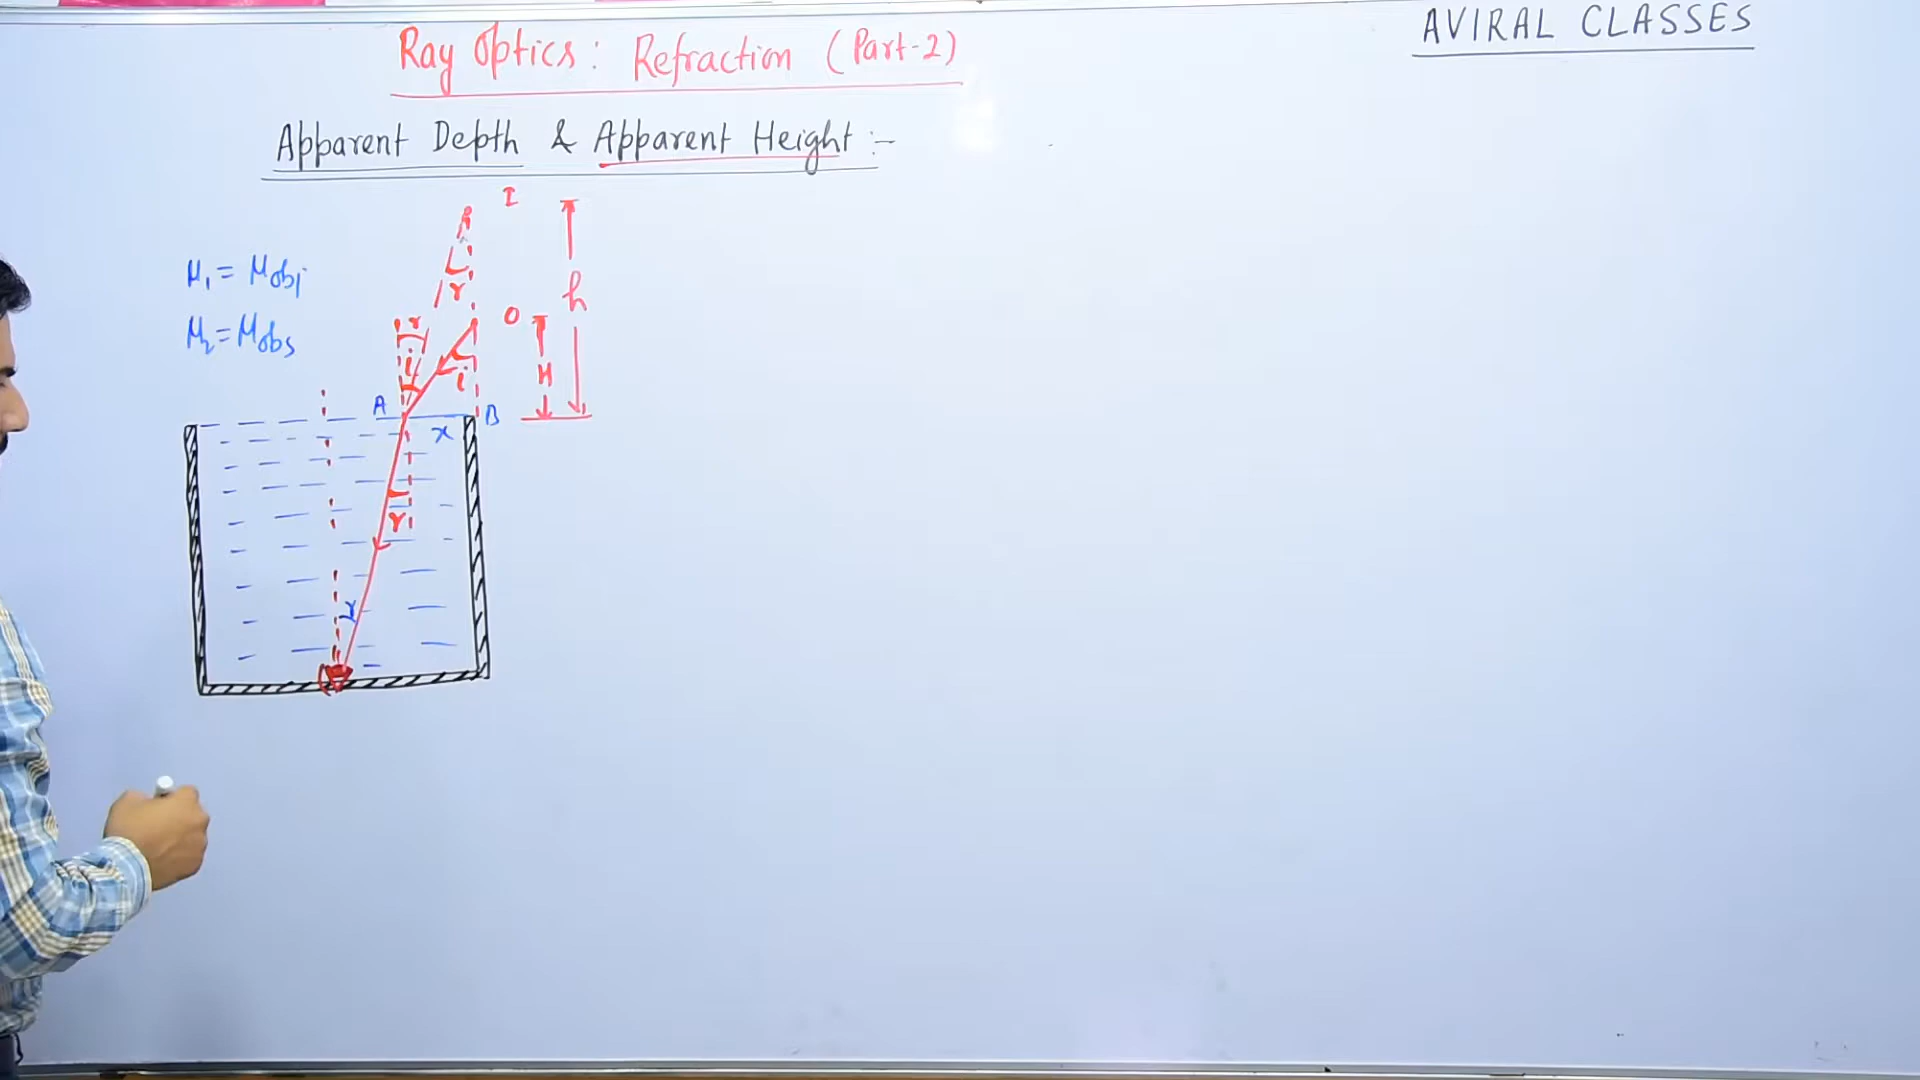 AVIRAL CLASSES
Ray Optics: Refraction (Part-2)
Apparent Depth & Apparent Height :-
I
μ₁ = μobj
r
h
r
O
μ₂ = μobs
i
i
H
A
B
x
r
r